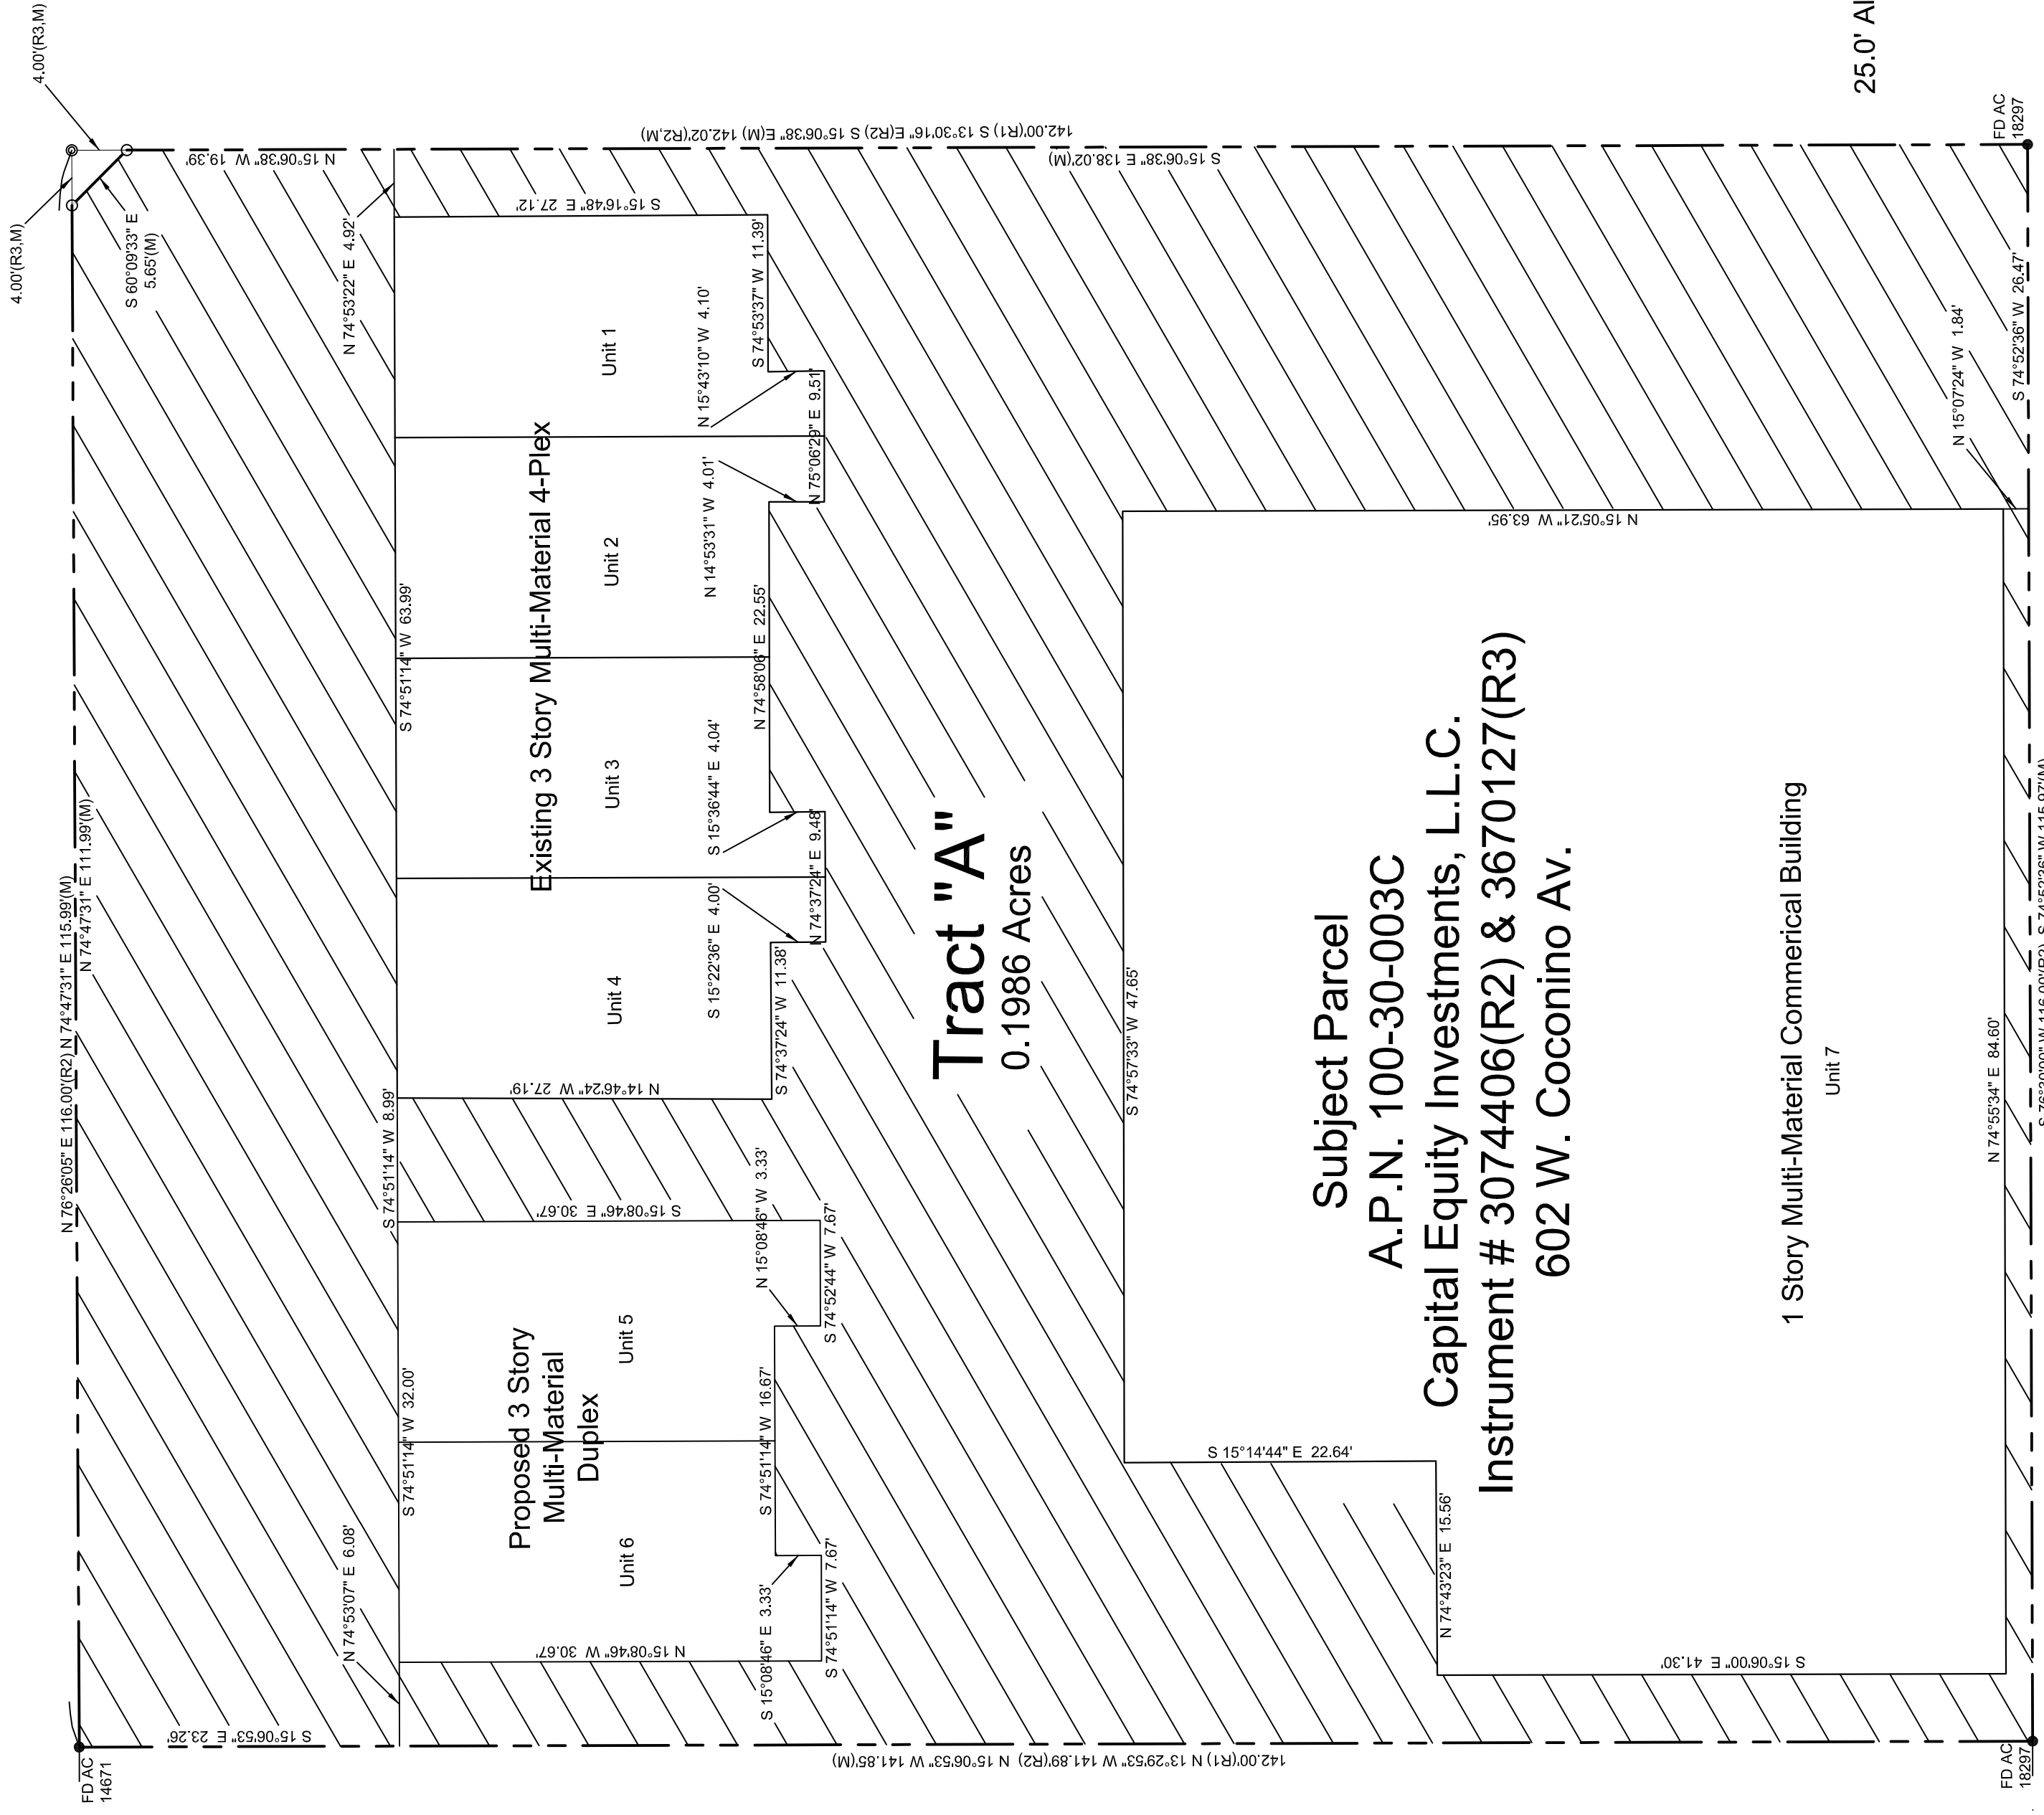 4.00'(R3,M)
4.00'(R3,M)
S 60°09'33" E
5.65'(M)
N 15°06'38" W 19.39'
N 74°53'22" E 4.92'
142.00'(R1) S 13°30'16" E(R2) S 15°06'38" E(M) 142.02'(R2,M)
S 15°06'38" E 138.02'(M)
25.0' Al
FD AC
18297
N 76°26'05" E 116.00'(R2) N 74°47'31" E 115.99'(M)
N 74°47'31" E 111.99'(M)
S 15°16'48" E 27.12'
S 74°53'37" W 11.39'
N 15°43'10" W 4.10'
N 75°06'29" E 9.51'
N 14°53'31" W 4.01'
N 74°58'06" E 22.55'
S 15°36'44" E 4.04'
N 74°37'24" E 9.48'
S 15°22'36" E 4.00'
S 74°37'24" W 11.38'
N 14°46'24" W 27.19'
S 74°51'14" W 63.99'
Existing 3 Story Multi-Material 4-Plex
Unit 1
Unit 2
Unit 3
Unit 4
S 74°51'14" W 8.99'
S 15°08'46" E 30.67'
S 74°52'44" W 7.67'
N 15°08'46" W 3.33'
S 74°51'14" W 16.67'
S 15°08'46" E 3.33'
S 74°51'14" W 7.67'
N 15°08'46" W 30.67'
S 74°51'14" W 32.00'
Proposed 3 Story
Multi-Material
Duplex
Unit 5
Unit 6
N 74°53'07" E 6.08'
S 15°06'53" E 23.26'
FD AC
14671
142.00'(R1) N 13°29'53" W 141.89'(R2) N 15°06'53" W 141.85'(M)
Tract "A"
0.1986 Acres
S 74°57'33" W 47.65'
S 15°14'44" E 22.64'
N 74°43'23" E 15.56'
S 15°06'00" E 41.30'
N 74°55'34" E 84.60'
N 15°05'21" W 63.95'
N 15°07'24" W 1.84'
S 74°52'36" W 26.47'
Subject Parcel
A.P.N. 100-30-003C
Capital Equity Investments, L.L.C.
Instrument # 3074406(R2) & 3670127(R3)
602 W. Coconino Av.
1 Story Multi-Material Commerical Building
Unit 7
FD AC
18297
S 76°30'00" W 116.00'(R2) S 74°52'36" W 115.97'(M)